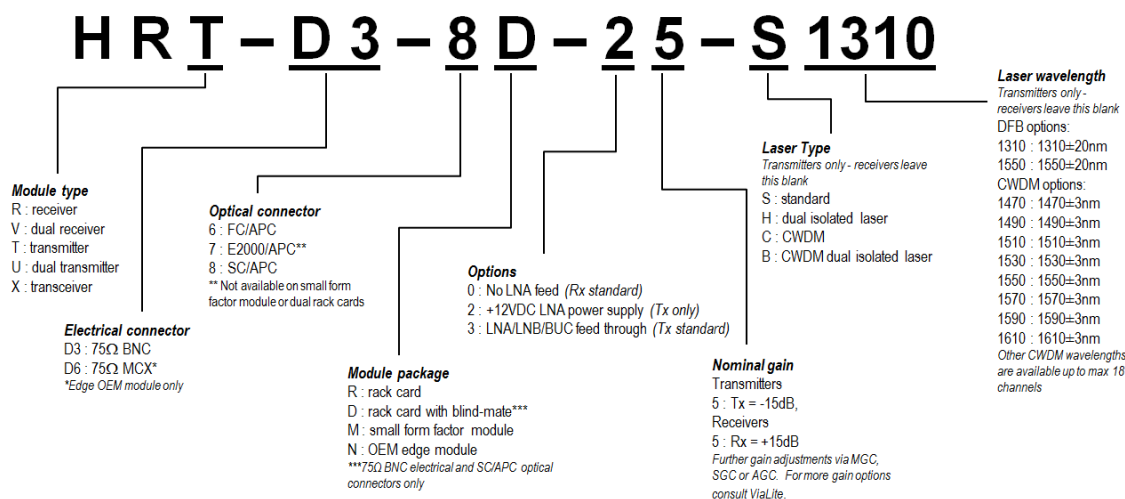 HRT–D3–8D–25–S1310
Module type
R : receiver
V : dual receiver
T : transmitter
U : dual transmitter
X : transceiver
Electrical connector
D3 : 75Ω BNC
D6 : 75Ω MCX*
*Edge OEM module only
Optical connector
6 : FC/APC
7 : E2000/APC**
8 : SC/APC
** Not available on small form
factor module or dual rack cards
Module package
R : rack card
D : rack card with blind-mate***
M : small form factor module
N : OEM edge module
***75Ω BNC electrical and SC/APC optical
connectors only
Options
0 : No LNA feed (Rx standard)
2 : +12VDC LNA power supply (Tx only)
3 : LNA/LNB/BUC feed through (Tx standard)
Nominal gain
Transmitters
5 : Tx = -15dB,
Receivers
5 : Rx = +15dB
Further gain adjustments via MGC,
SGC or AGC. For more gain options
consult ViaLite.
Laser Type
Transmitters only - receivers leave
this blank
S : standard
H : dual isolated laser
C : CWDM
B : CWDM dual isolated laser
Laser wavelength
Transmitters only -
receivers leave this blank
DFB options:
1310 : 1310±20nm
1550 : 1550±20nm
CWDM options:
1470 : 1470±3nm
1490 : 1490±3nm
1510 : 1510±3nm
1530 : 1530±3nm
1550 : 1550±3nm
1570 : 1570±3nm
1590 : 1590±3nm
1610 : 1610±3nm
Other CWDM wavelengths
are available up to max 18
channels